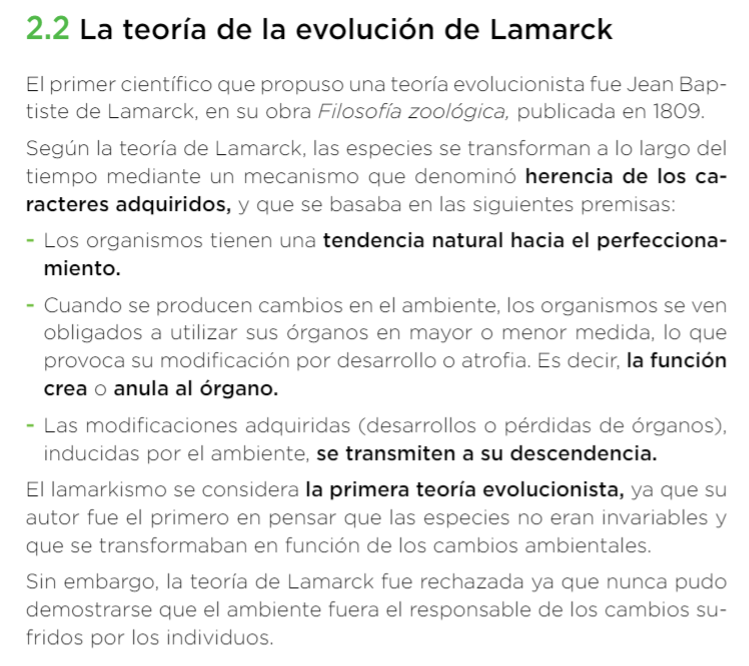 2.2 La teoría de la evolución de Lamarck
El primer científico que propuso una teoría evolucionista fue Jean Bap-
tiste de Lamarck, en su obra Filosofía zoológica, publicada en 1809.
Según la teoría de Lamarck, las especies se transforman a lo largo del
tiempo mediante un mecanismo que denominó herencia de los ca-
racteres adquiridos, y que se basaba en las siguientes premisas:
- Los organismos tienen una tendencia natural hacia el perfecciona-
miento.
- Cuando se producen cambios en el ambiente, los organismos se ven
obligados a utilizar sus órganos en mayor o menor medida, lo que
provoca su modificación por desarrollo o atrofia. Es decir, la función
crea o anula al órgano.
- Las modificaciones adquiridas (desarrollos o pérdidas de órganos),
inducidas por el ambiente, se transmiten a su descendencia.
El lamarkismo se considera la primera teoría evolucionista, ya que su
autor fue el primero en pensar que las especies no eran invariables y
que se transformaban en función de los cambios ambientales.
Sin embargo, la teoría de Lamarck fue rechazada ya que nunca pudo
demostrarse que el ambiente fuera el responsable de los cambios su-
fridos por los individuos.